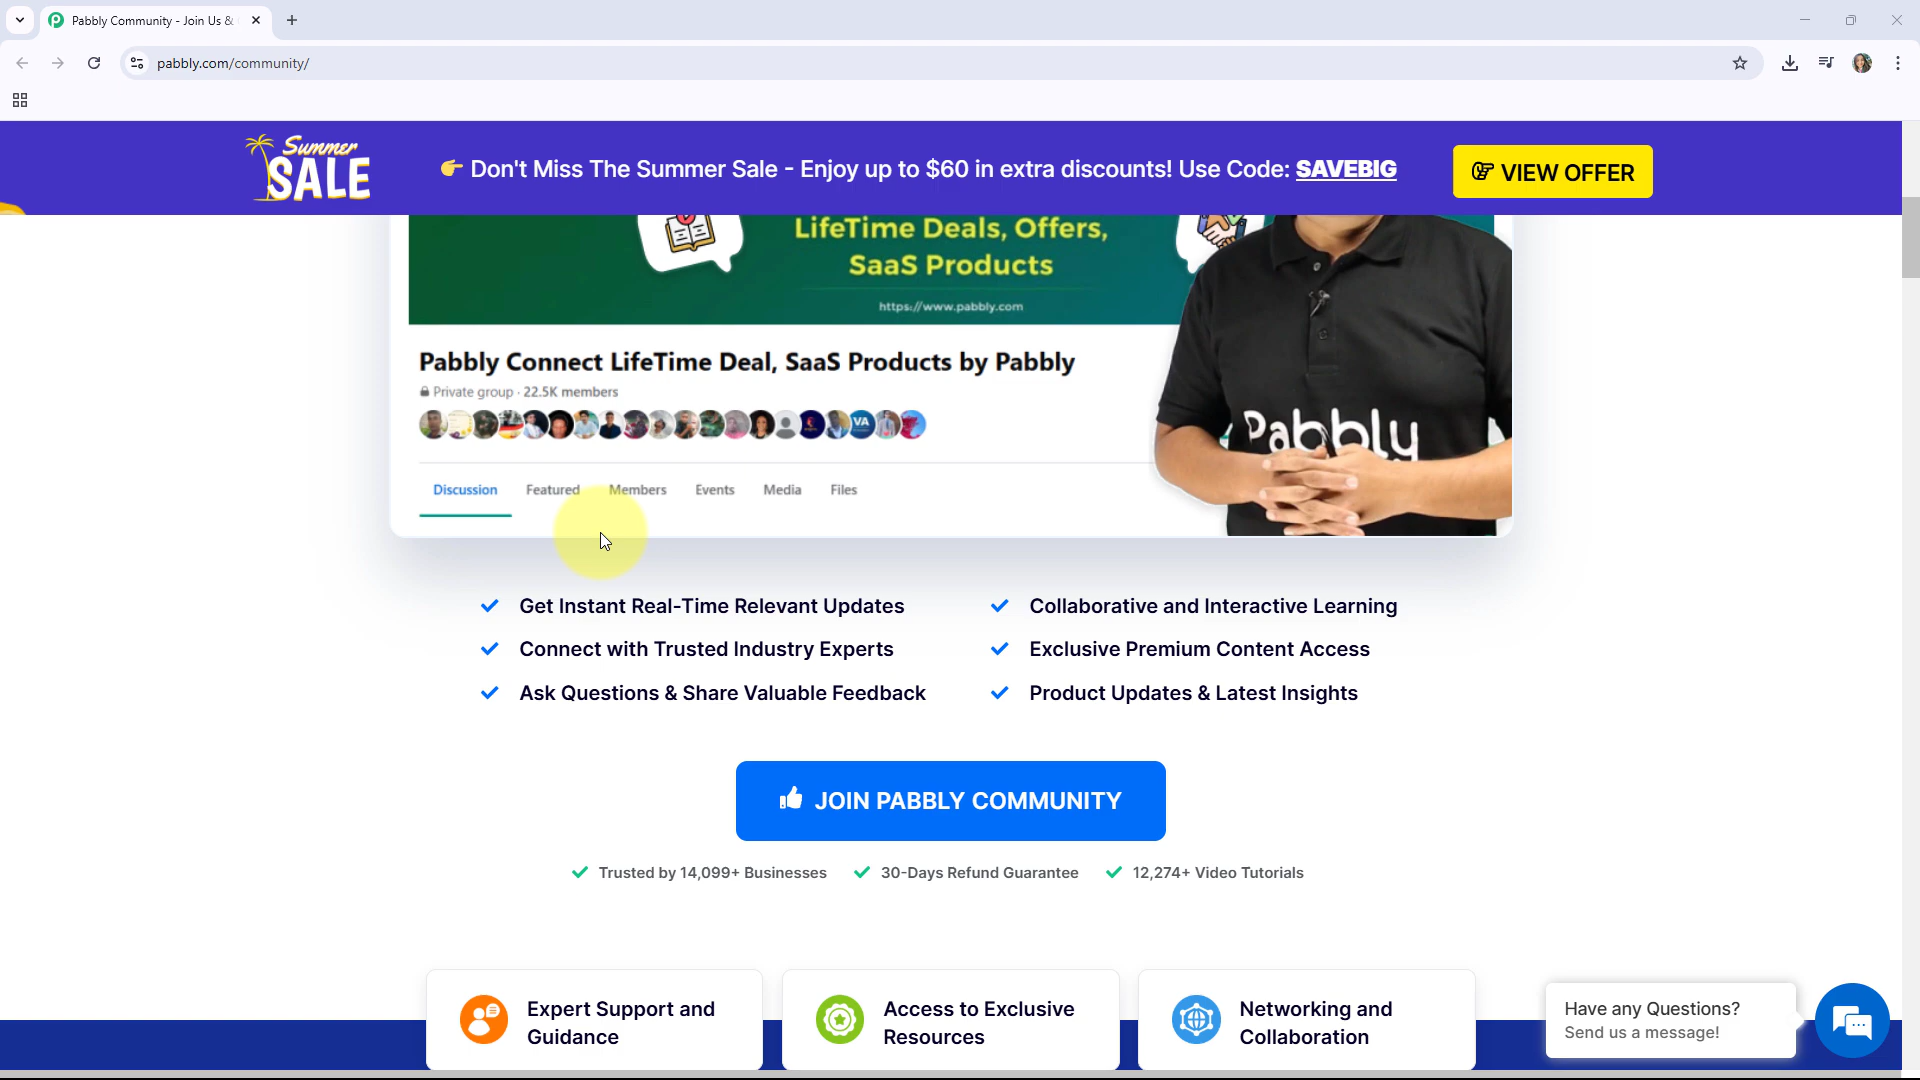 Pabbly Community - Join Us &
pabbly.com/community/
Summer
SALE
Don't Miss The Summer Sale - Enjoy up to $60 in extra discounts! Use Code: SAVEBIG
VIEW OFFER
LifeTime Deals, Offers,
SaaS Products
https://www.pabbly.com
Pabbly Connect LifeTime Deal, SaaS Products by Pabbly
Private group · 22.5K members
VA
Pabbly
Discussion Featured Members Events Media Files
Get Instant Real-Time Relevant Updates
Collaborative and Interactive Learning
Connect with Trusted Industry Experts
Exclusive Premium Content Access
Ask Questions & Share Valuable Feedback
Product Updates & Latest Insights
JOIN PABBLY COMMUNITY
Trusted by 14,099+ Businesses
30-Days Refund Guarantee
12,274+ Video Tutorials
Expert Support and
Guidance
Access to Exclusive
Resources
Networking and
Collaboration
Have any Questions?
Send us a message!